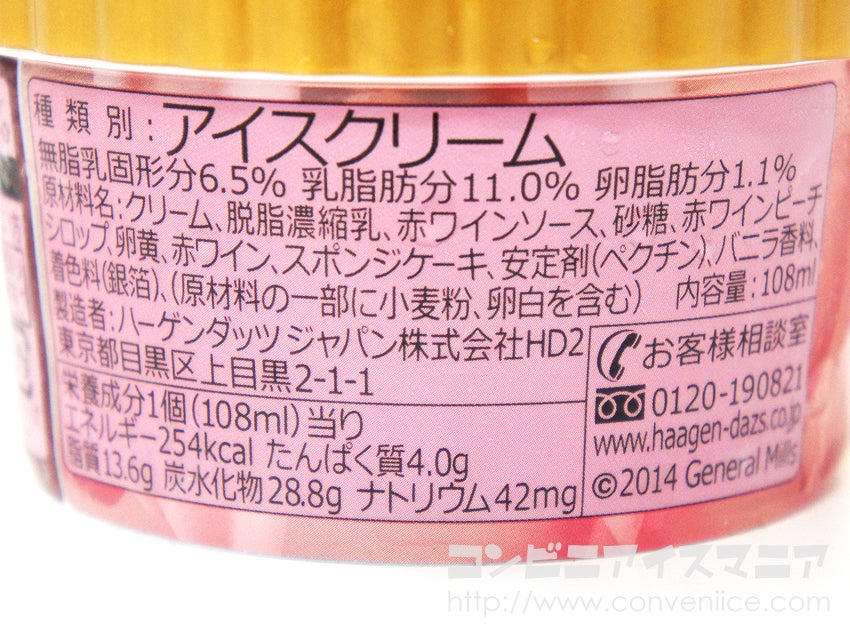 種類別:アイスクリーム
無脂乳固形分6.5% 乳脂肪分11.0% 卵脂肪分1.1%
原材料名:クリーム、脱脂濃縮乳、赤ワインソース、砂糖、赤ワインピーチ
シロップ、卵黄、赤ワイン、スポンジケーキ、安定剤(ペクチン)、バニラ香料、
着色料(銀箔)、(原材料の一部に小麦粉、卵白を含む) 内容量:108ml
製造者:ハーゲンダッツ ジャパン株式会社HD2
東京都目黒区上目黒2-1-1
栄養成分1個(108ml)当り
エネルギー254kcal たんぱく質4.0g
脂質13.6g 炭水化物28.8g ナトリウム42mg
お客様相談室
0120-190821
www.haagen-dazs.co.jp
©2014 General Mills
コンビニアイスマニア
http://www.conveniice.com